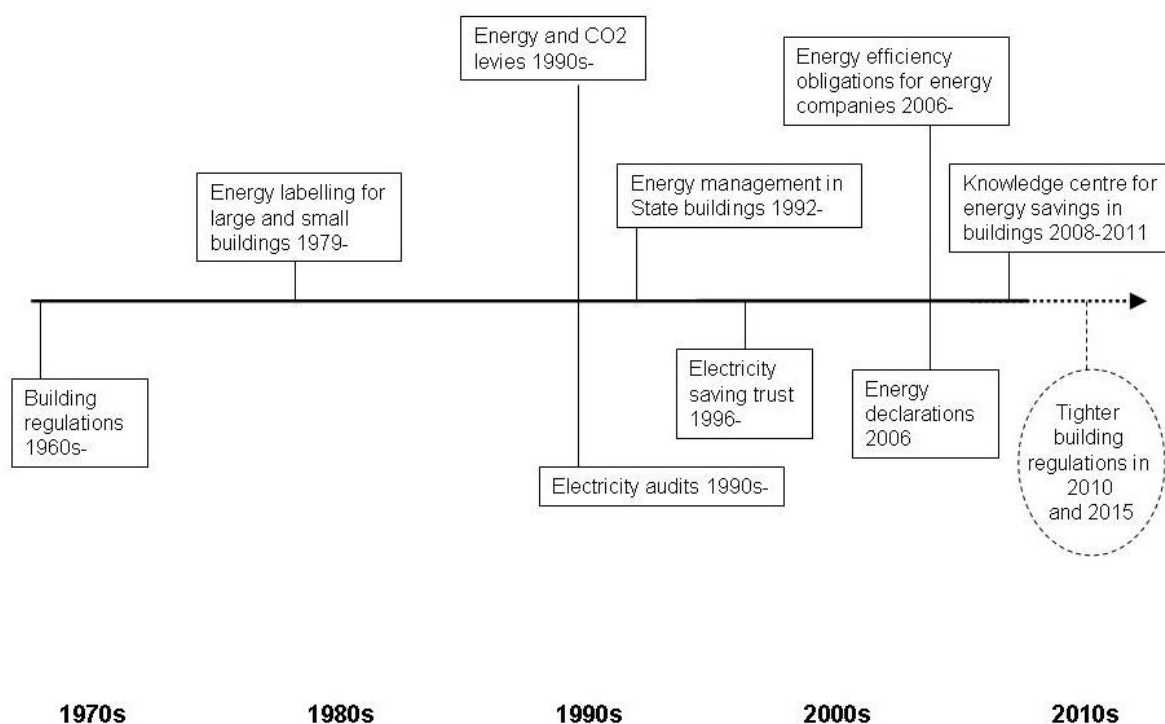 Energy and CO2
levies 1990s-
Energy efficiency
obligations for energy
companies 2006-
Energy labelling for
large and small
buildings 1979-
Energy management in
State buildings 1992-
Knowledge centre for
energy savings in
buildings 2008-2011
Building
regulations
1960s-
Electricity
saving trust
1996-
Energy
declarations
2006
Tighter
building
regulations in
2010
and 2015
Electricity audits 1990s-
1970s
1980s
1990s
2000s
2010s